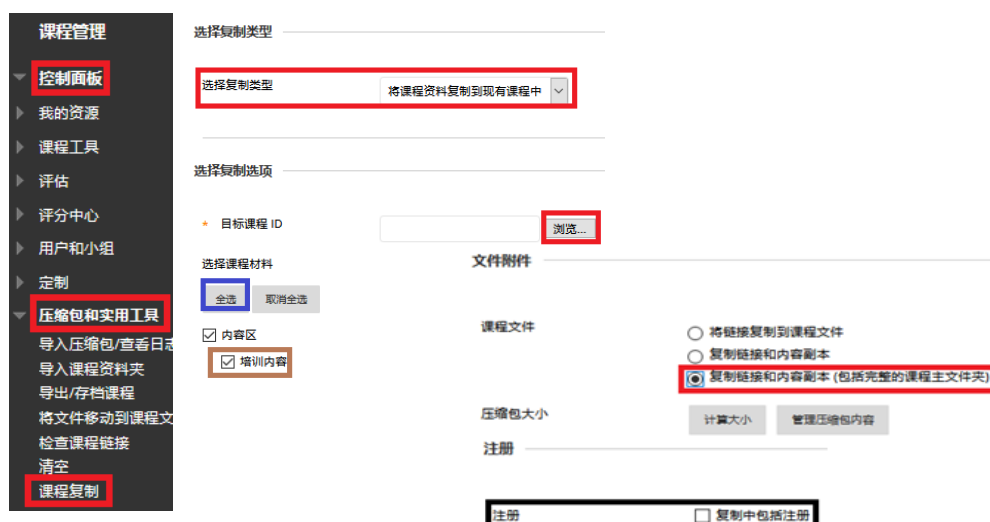 课程管理
控制面板
我的资源
课程工具
评估
评分中心
用户和小组
定制
压缩包和实用工具
导入压缩包/查看日志
导入课程资料夹
导出/存档课程
将文件移动到课程文
检查课程链接
清空
课程复制
选择复制类型
选择复制类型
将课程资料复制到现有课程中
选择复制选项
* 目标课程 ID
浏览...
选择课程材料
全选 取消全选
内容区
培训内容
文件附件
课程文件
将链接复制到课程文件
复制链接和内容副本
复制链接和内容副本 (包括完整的课程主文件夹)
压缩包大小
计算大小 管理压缩包内容
注册
注册 复制中包括注册